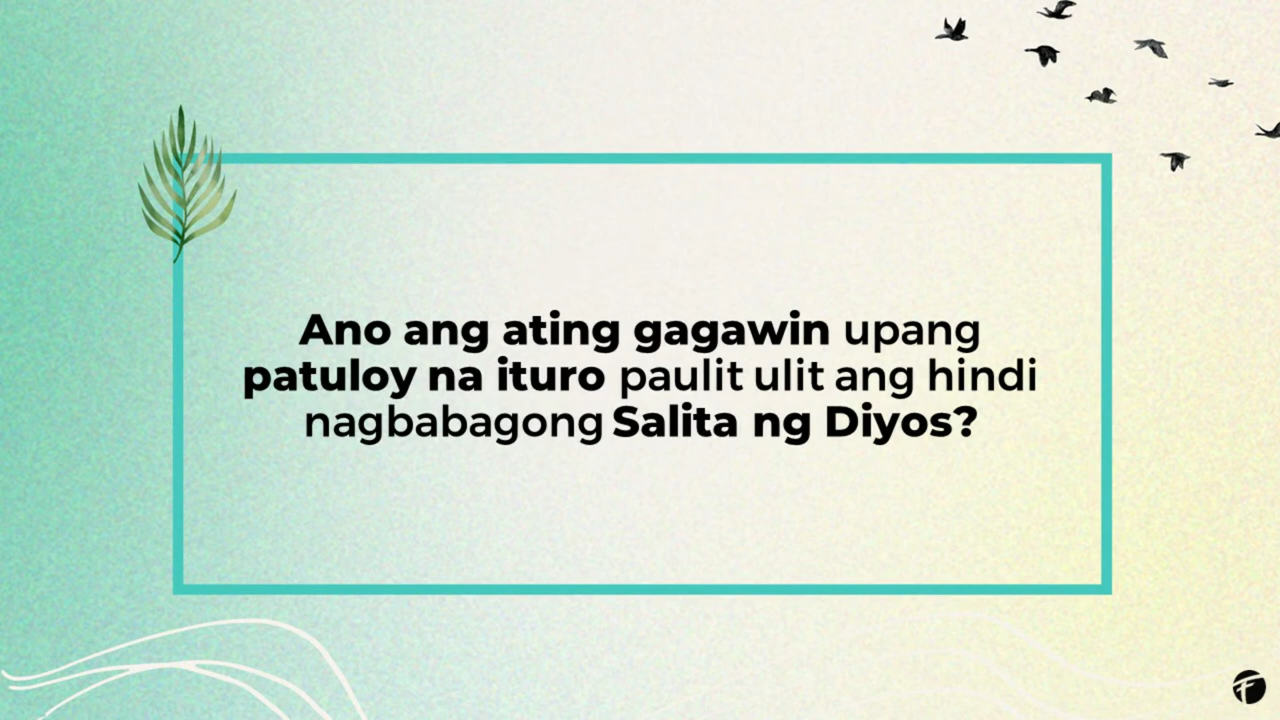 Ano ang ating gagawin upang
patuloy na ituro paulit ulit ang hindi
nagbabagong Salita ng Diyos?